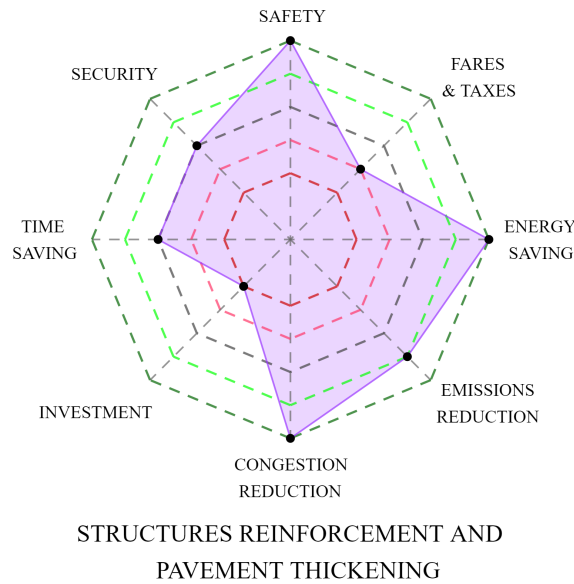 SAFETY
SECURITY
FARES
& TAXES
TIME
SAVING
ENERGY
SAVING
INVESTMENT
EMISSIONS
REDUCTION
CONGESTION
REDUCTION
STRUCTURES REINFORCEMENT AND
PAVEMENT THICKENING